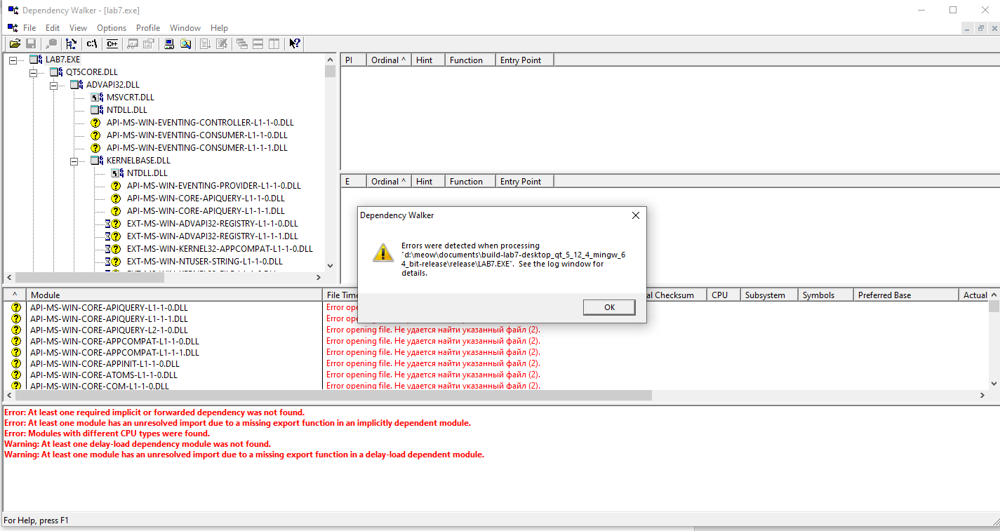 Dependency Walker - [lab7.exe]
File Edit View Options Profile Window Help
c:\ C++
LAB7.EXE
QT5CORE.DLL
ADVAPI32.DLL
MSVCRT.DLL
NTDLL.DLL
API-MS-WIN-EVENTING-CONTROLLER-L1-1-0.DLL
API-MS-WIN-EVENTING-CONSUMER-L1-1-0.DLL
API-MS-WIN-EVENTING-CONSUMER-L1-1-1.DLL
KERNELBASE.DLL
NTDLL.DLL
API-MS-WIN-EVENTING-PROVIDER-L1-1-0.DLL
API-MS-WIN-CORE-APIQUERY-L1-1-0.DLL
API-MS-WIN-CORE-APIQUERY-L1-1-1.DLL
EXT-MS-WIN-ADVAPI32-REGISTRY-L1-1-0.DLL
EXT-MS-WIN-ADVAPI32-REGISTRY-L1-1-1.DLL
EXT-MS-WIN-KERNEL32-APPCOMPAT-L1-1-0.DLL
EXT-MS-WIN-NTUSER-STRING-L1-1-0.DLL
PI Ordinal ^ Hint Function Entry Point
E Ordinal ^ Hint Function Entry Point
Dependency Walker
Errors were detected when processing
"d:\meow\documents\build-lab7-desktop_qt_5_12_4_mingw_6
4_bit-release\release\LAB7.EXE". See the log window for
details.
OK
^ Module File Time Checksum CPU Subsystem Symbols Preferred Base Actual
API-MS-WIN-CORE-APIQUERY-L1-1-0.DLL Error
API-MS-WIN-CORE-APIQUERY-L1-1-1.DLL Error
API-MS-WIN-CORE-APIQUERY-L2-1-0.DLL Error opening file. Не удается найти указанный файл (2).
API-MS-WIN-CORE-APPCOMPAT-L1-1-0.DLL Error opening file. Не удается найти указанный файл (2).
API-MS-WIN-CORE-APPCOMPAT-L1-1-1.DLL Error opening file. Не удается найти указанный файл (2).
API-MS-WIN-CORE-APPINIT-L1-1-0.DLL Error opening file. Не удается найти указанный файл (2).
API-MS-WIN-CORE-ATOMS-L1-1-0.DLL Error opening file. Не удается найти указанный файл (2).
API-MS-WIN-CORE-COM-L1-1-0.DLL Error opening file. Не удается найти указанный файл (2).
Error: At least one required implicit or forwarded dependency was not found.
Error: At least one module has an unresolved import due to a missing export function in an implicitly dependent module.
Error: Modules with different CPU types were found.
Warning: At least one delay-load dependency module was not found.
Warning: At least one module has an unresolved import due to a missing export function in a delay-load dependent module.
For Help, press F1